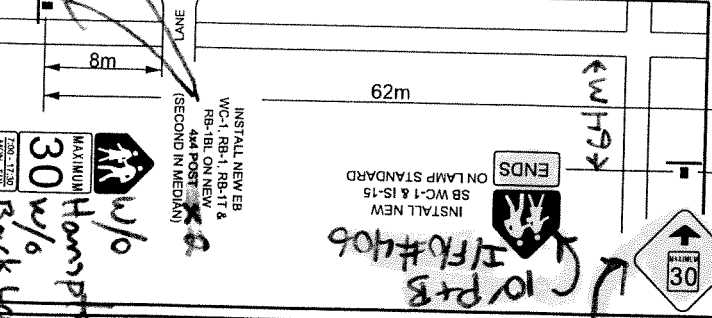 LANE
8m
62m
←64M→
INSTALL NEW EB
WC-1, RB-1, RB-1T &
RB-1BL ON NEW
4x4 POST x2
(SECOND IN MEDIAN)
MAXIMUM
30
7:00 - 17:30
W/O
W/O
INSTALL NEW
SB WC-1 & IS-15
ON LAMP STANDARD
ENDS
I/F/O #406
10/ P+B
MAXIMUM
30